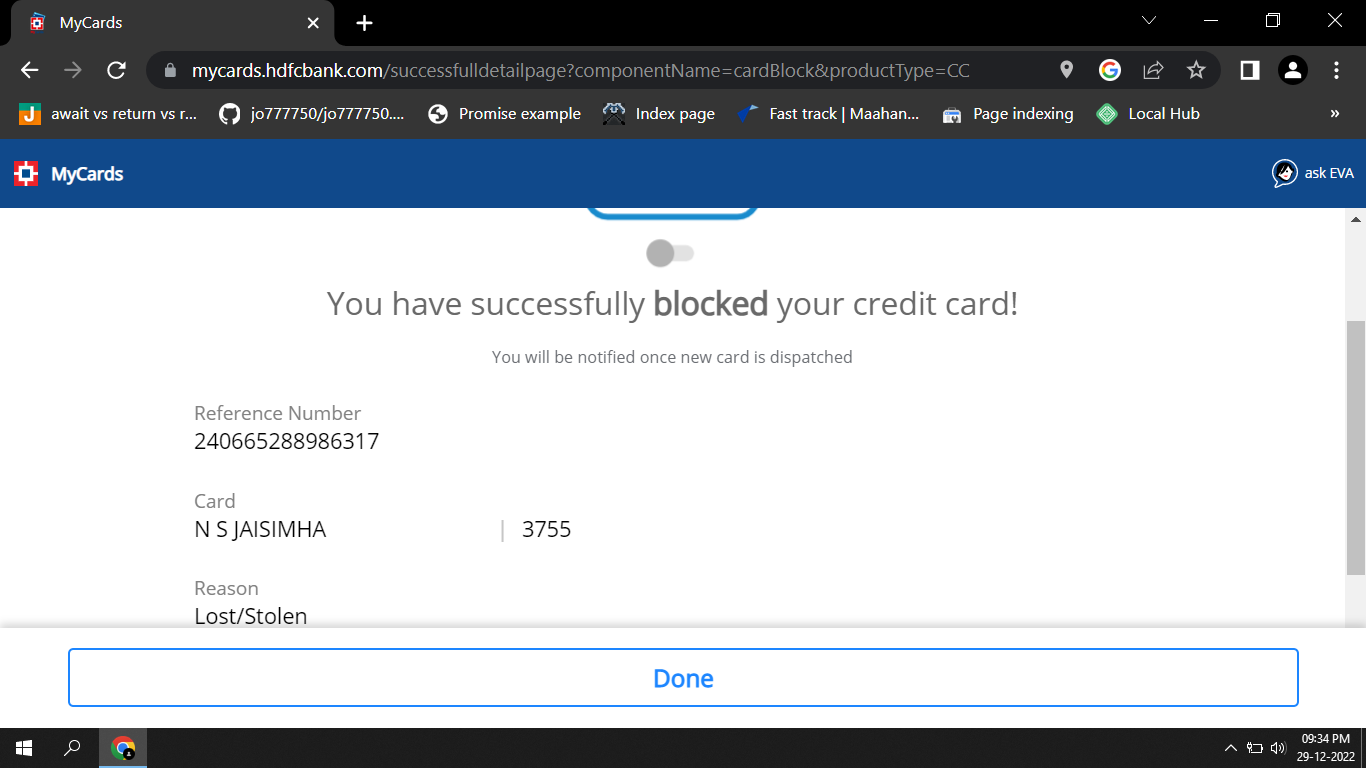 MyCards
mycards.hdfcbank.com/successfulldetailpage?componentName=cardBlock&productType=CC
await vs return vs r... jo777750/jo777750.... Promise example Index page Fast track | Maahan... Page indexing Local Hub »
MyCards ask EVA
You have successfully blocked your credit card!
You will be notified once new card is dispatched
Reference Number
240665288986317
Card
N S JAISIMHA | 3755
Reason
Lost/Stolen
Done
09:34 PM
29-12-2022